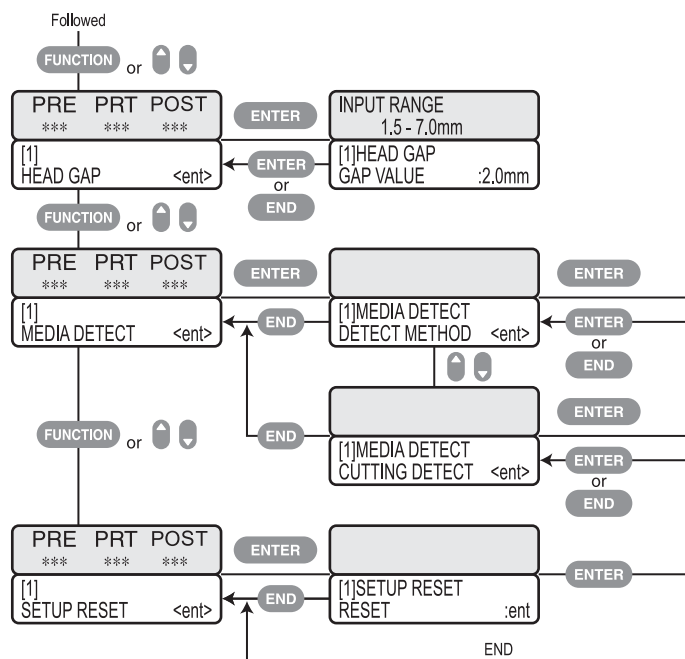 Followed
FUNCTION or
PRE PRT POST
*** *** ***
[1]
HEAD GAP <ent>
ENTER
INPUT RANGE
1.5 - 7.0mm
[1]HEAD GAP
GAP VALUE :2.0mm
ENTER
or
END
FUNCTION or
PRE PRT POST
*** *** ***
[1]
MEDIA DETECT <ent>
ENTER
END
[1]MEDIA DETECT
DETECT METHOD <ent>
ENTER
ENTER
or
END
END
[1]MEDIA DETECT
CUTTING DETECT <ent>
ENTER
ENTER
or
END
FUNCTION or
PRE PRT POST
*** *** ***
[1]
SETUP RESET <ent>
ENTER
END
[1]SETUP RESET
RESET :ent
ENTER
END